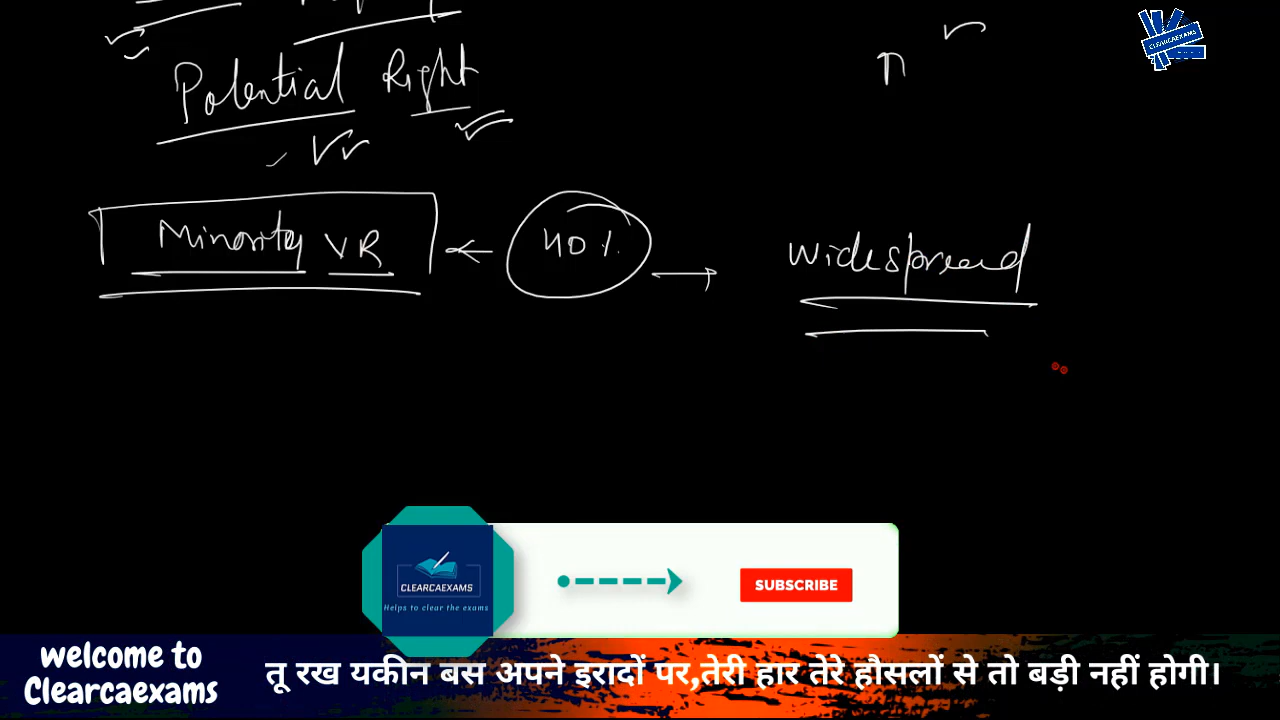 CLEARCAEXAMS
Potential Right
Minority VR
40%
widespread
CLEARCAEXAMS
Helps to clear the exams
SUBSCRIBE
welcome to
Clearcaexams
तू रख यकीन बस अपने इरादों पर,तेरी हार तेरे हौसलों से तो बड़ी नहीं होगी।